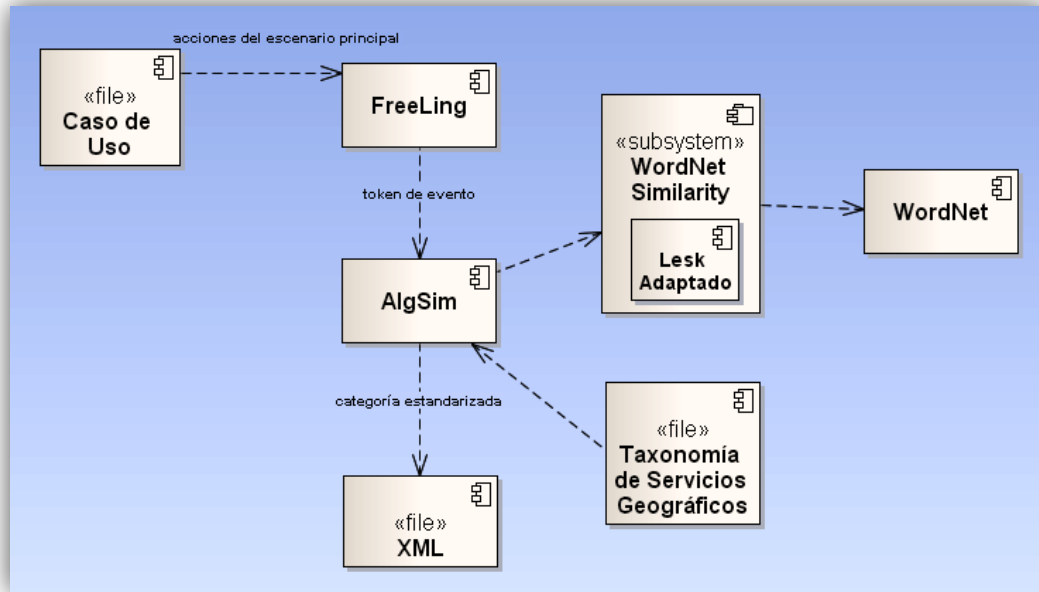 acciones del escenario principal
«file»
Caso de
Uso
FreeLing
«subsystem»
WordNet
Similarity
Lesk
Adaptado
WordNet
token de evento
AlgSim
categoría estandarizada
«file»
Taxonomía
de Servicios
Geográficos
«file»
XML